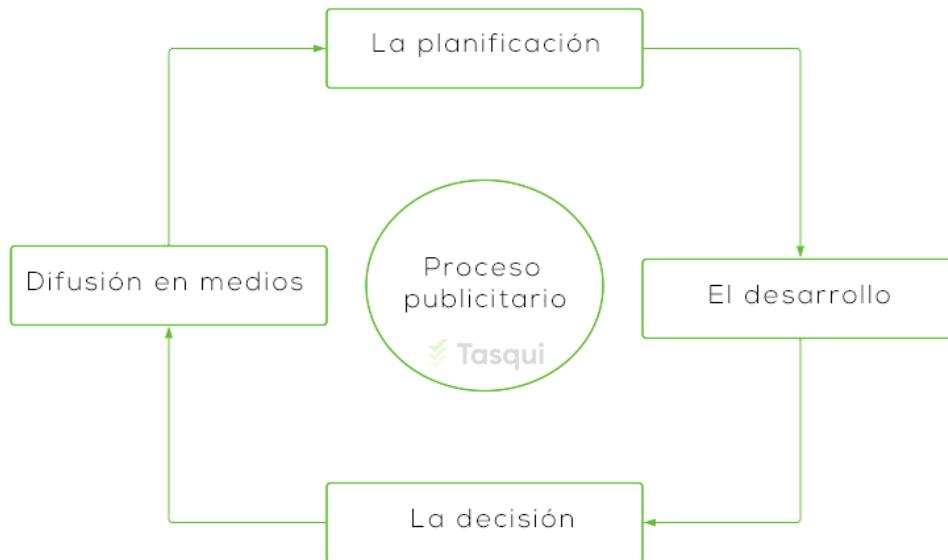 La planificación
Difusión en medios
Proceso
publicitario
Tasqui
El desarrollo
La decisión